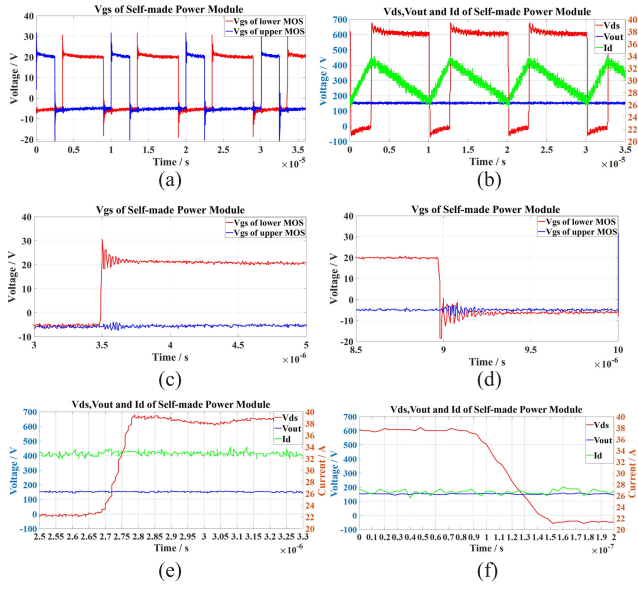 Vgs of Self-made Power Module
Vgs of lower MOS
Vgs of upper MOS
Voltage / V
40
30
20
10
0
-10
-20
0 0.5 1 1.5 2 2.5 3 3.5
Time / s
×10⁻⁵
(a)
Vds,Vout and Id of Self-made Power Module
Vds
Vout
Id
Voltage / V
700
600
500
400
300
200
100
0
-100
40
38
36
34
32
30
28
26
24
22
20
Current / A
0 0.5 1 1.5 2 2.5 3 3.5
Time / s
×10⁻⁵
(b)
Vgs of Self-made Power Module
Vgs of lower MOS
Vgs of upper MOS
Voltage / V
40
30
20
10
0
-10
3 3.5 4 4.5 5
Time / s
×10⁻⁶
(c)
Vgs of Self-made Power Module
Vgs of lower MOS
Vgs of upper MOS
Voltage / V
40
30
20
10
0
-10
-20
8.5 9 9.5 10
Time / s
×10⁻⁶
(d)
Vds,Vout and Id of Self-made Power Module
Vds
Vout
Id
Voltage / V
700
600
500
400
300
200
100
0
-100
40
38
36
34
32
30
28
26
24
22
20
Current / A
2.5 2.5 2.6 2.65 2.7 2.75 2.8 2.85 2.9 2.95 3 3.05 3.1 3.15 3.2 3.25 3.3
Time / s
×10⁻⁶
(e)
Vds,Vout and Id of Self-made Power Module
Vds
Vout
Id
Voltage / V
700
600
500
400
300
200
100
0
-100
40
38
36
34
32
30
28
26
24
22
20
Current / A
0 0.1 0.2 0.3 0.4 0.5 0.6 0.7 0.8 0.9 1 1.1 1.2 1.3 1.4 1.5 1.6 1.7 1.8 1.9 2
Time / s
×10⁻⁷
(f)